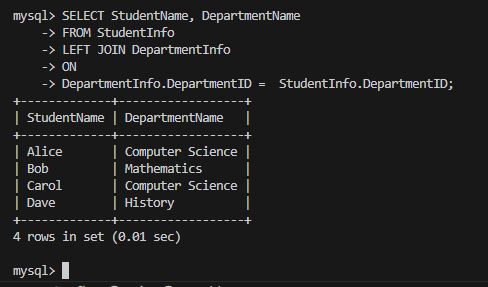 mysql> SELECT StudentName, DepartmentName
    -> FROM StudentInfo
    -> LEFT JOIN DepartmentInfo
    -> ON
    -> DepartmentInfo.DepartmentID =  StudentInfo.DepartmentID;
+-------------+------------------+
| StudentName | DepartmentName   |
+-------------+------------------+
| Alice       | Computer Science |
| Bob         | Mathematics      |
| Carol       | Computer Science |
| Dave        | History          |
+-------------+------------------+
4 rows in set (0.01 sec)

mysql>